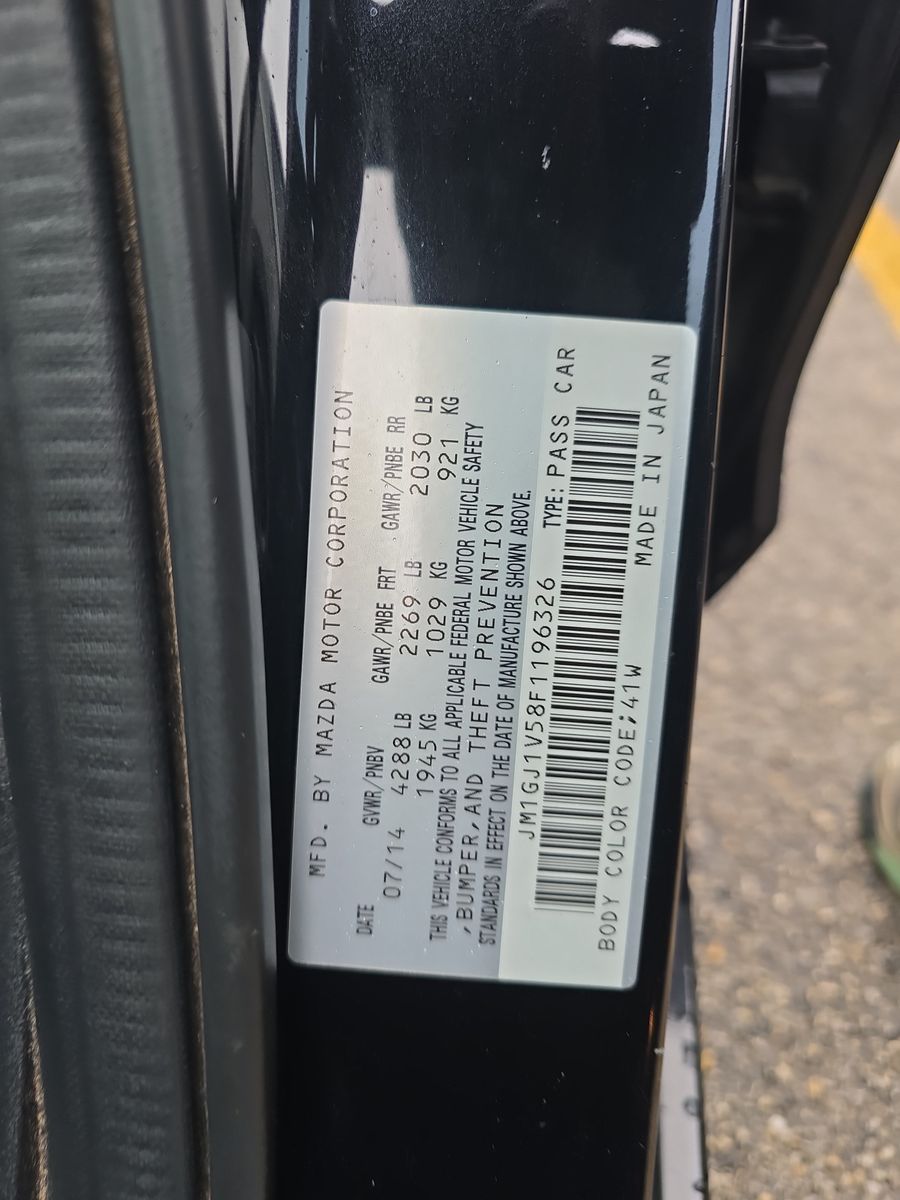 MFD. BY MAZDA MOTOR CORPORATION
DATE GVWR/PNBV GAWR/PNBE FRT GAWR/PNBE RR
07/14 4288 LB 2269 LB 2030 LB
1945 KG 1029 KG 921 KG
THIS VEHICLE CONFORMS TO ALL APPLICABLE FEDERAL MOTOR VEHICLE SAFETY
,BUMPER, AND THEFT PREVENTION
STANDARDS IN EFFECT ON THE DATE OF MANUFACTURE SHOWN ABOVE.
JM1GJ1V58F1196326 TYPE: PASS CAR
BODY COLOR CODE: 41W MADE IN JAPAN